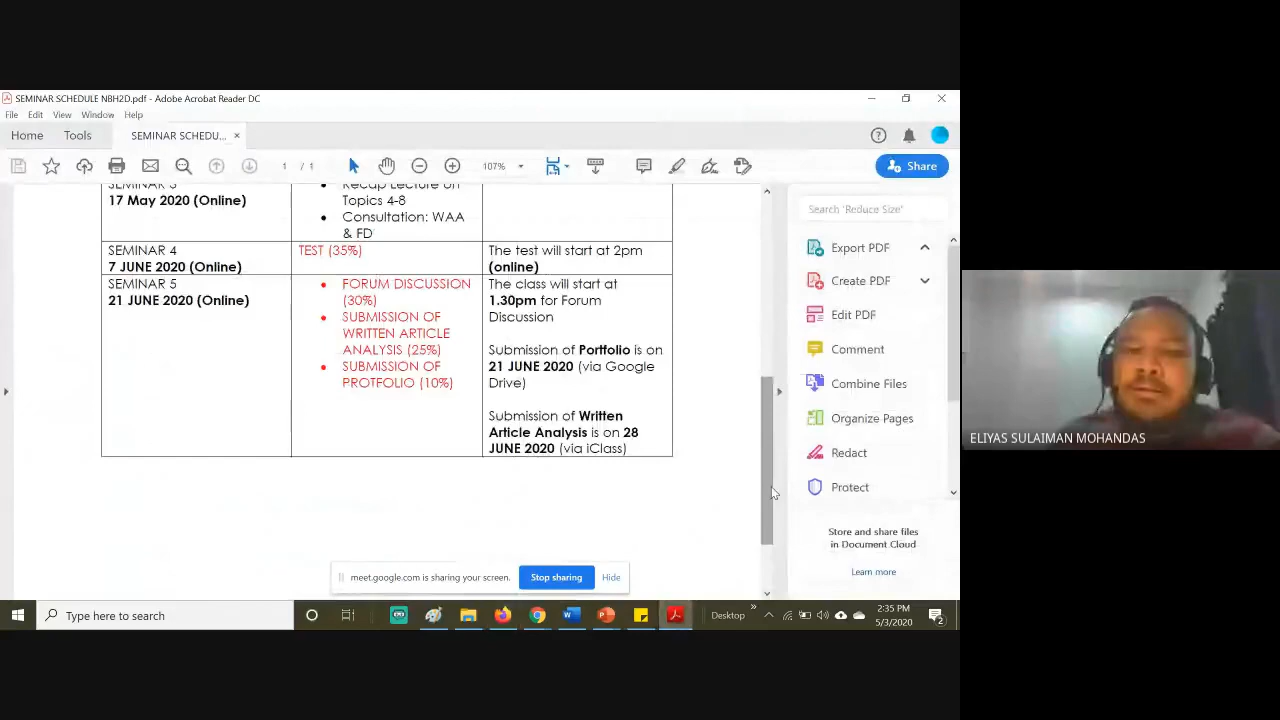 SEMINAR SCHEDULE NBH2D.pdf - Adobe Acrobat Reader DC
File Edit View Window Help
Home Tools SEMINAR SCHEDU... ×
1 / 1 107% Share
SEMINAR 3
17 May 2020 (Online)
Recap Lecture on
Topics 4-8
• Consultation: WAA
& FD
SEMINAR 4
7 JUNE 2020 (Online)
TEST (35%)
The test will start at 2pm
(online)
SEMINAR 5
21 JUNE 2020 (Online)
• FORUM DISCUSSION
(30%)
• SUBMISSION OF
WRITTEN ARTICLE
ANALYSIS (25%)
• SUBMISSION OF
PROTFOLIO (10%)
The class will start at
1.30pm for Forum
Discussion
Submission of Portfolio is on
21 JUNE 2020 (via Google
Drive)
Submission of Written
Article Analysis is on 28
JUNE 2020 (via iClass)
Search 'Reduce Size'
Export PDF
Create PDF
Edit PDF
Comment
Combine Files
Organize Pages
Redact
Protect
Store and share files
in Document Cloud
Learn more
meet.google.com is sharing your screen. Stop sharing Hide
ELIYAS SULAIMAN MOHANDAS
Type here to search
Desktop
2:35 PM
5/3/2020
2